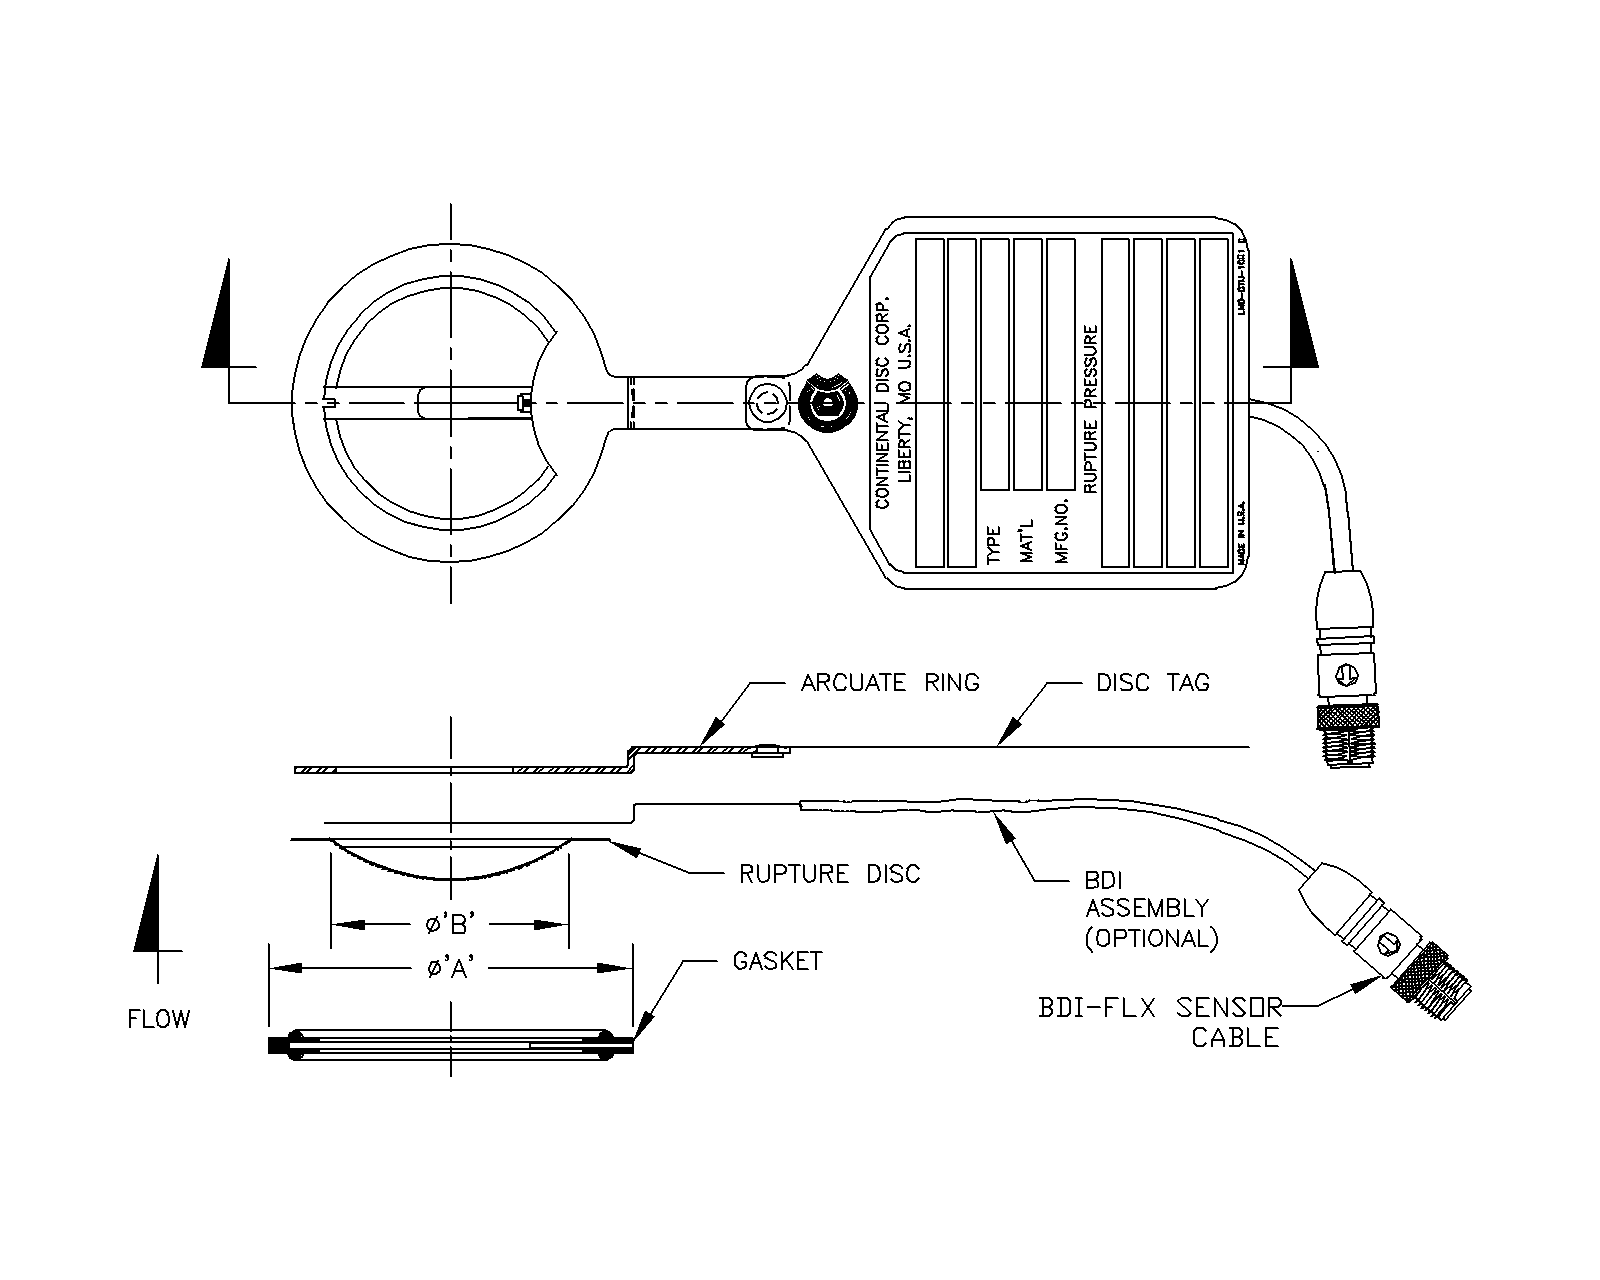 CONTINENTAL DISC CORP.
LIBERTY, MO U.S.A.
TYPE
MAT'L
MFG.NO.
RUPTURE PRESSURE
MADE IN U.S.A.
ARCUATE RING
DISC TAG
RUPTURE DISC
BDI
ASSEMBLY
(OPTIONAL)
ø'B'
ø'A'
GASKET
BDI-FLX SENSOR
CABLE
FLOW